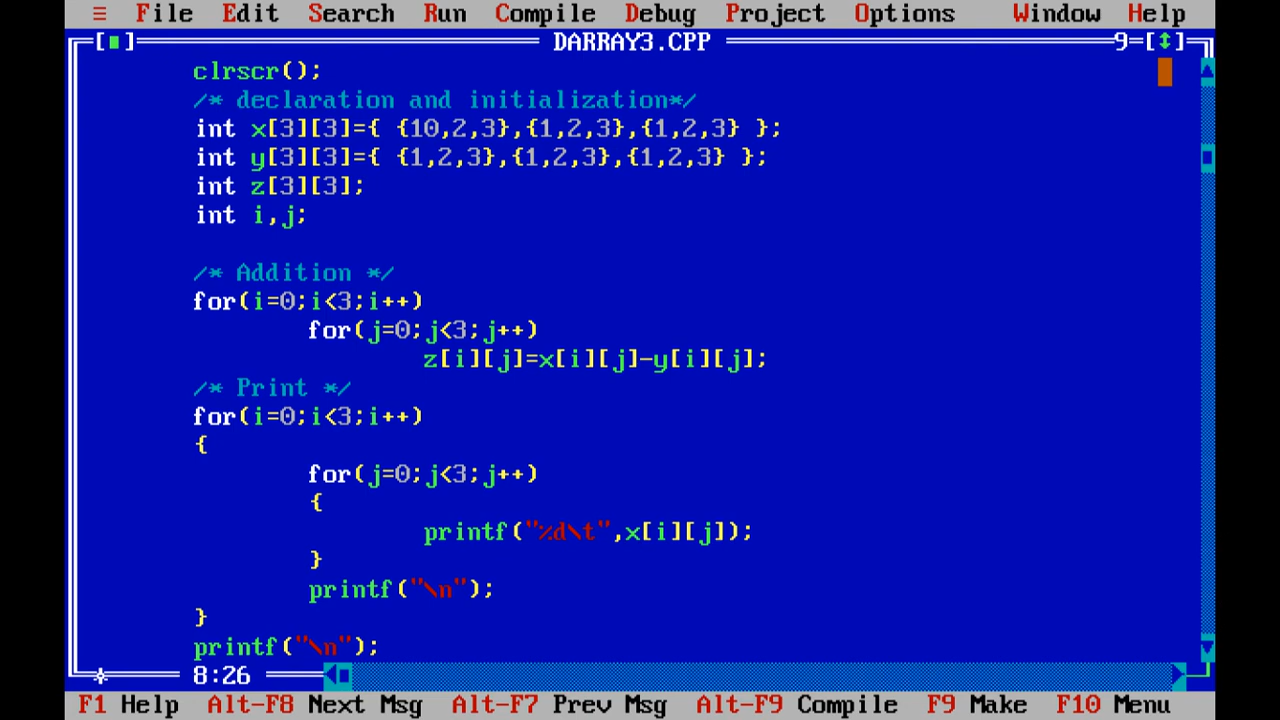 ≡ File Edit Search Run Compile Debug Project Options Window Help
[■] DARRAY3.CPP 9=[↕]
clrscr();
/* declaration and initialization*/
int x[3][3]={ {10,2,3},{1,2,3},{1,2,3} };
int y[3][3]={ {1,2,3},{1,2,3},{1,2,3} };
int z[3][3];
int i,j;
/* Addition */
for(i=0;i<3;i++)
for(j=0;j<3;j++)
z[i][j]=x[i][j]-y[i][j];
/* Print */
for(i=0;i<3;i++)
{
for(j=0;j<3;j++)
{
printf("%d\t",x[i][j]);
}
printf("\n");
}
printf("\n");
8:26
F1 Help Alt-F8 Next Msg Alt-F7 Prev Msg Alt-F9 Compile F9 Make F10 Menu